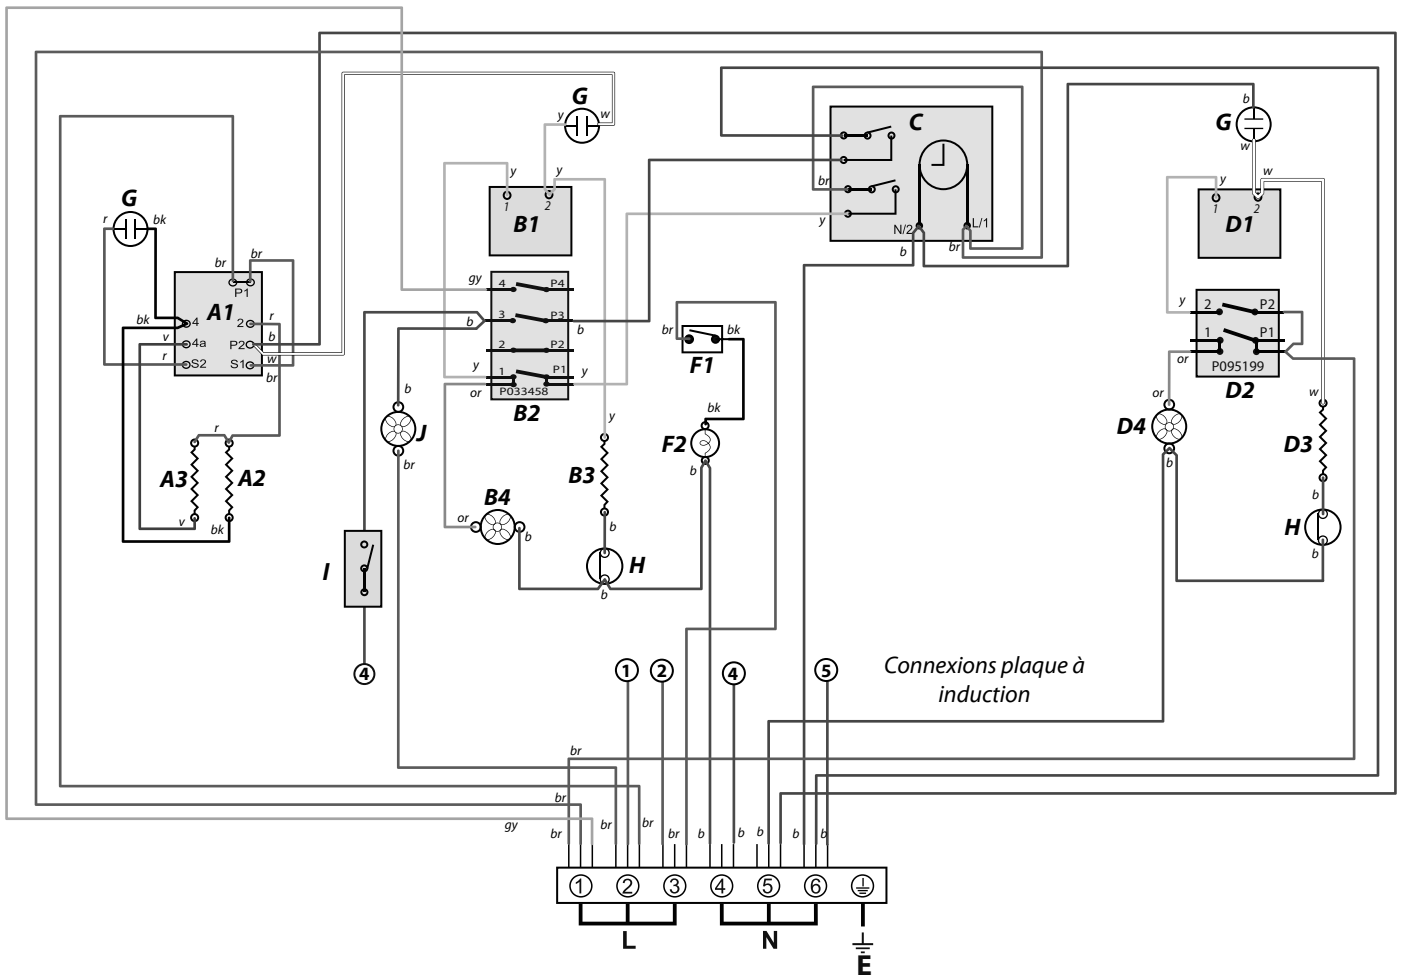 G
y
w
b
G
w
C
br
y
N/2
L/1
b
br
y
y
1
2
B1
y
w
1
2
D1
G
r
bk
br
br
P1
A1
bk
4
2
r
v
4a
P2
b
r
S2
S1
w
br
gy
4
P4
3
P3
b
b
2
P2
y
1
P1
y
or
P033458
B2
br
bk
F1
y
2
P2
1
P1
or
P095199
D2
r
A3
A2
v
bk
b
J
br
y
B3
bk
F2
b
or
D4
b
w
D3
b
H
b
B4
or
b
b
H
b
I
4
1
2
4
5
Connexions plaque à
induction
br
br
gy
br
br
br
br
b
b
b
b
b
1
2
3
4
5
6
L
N
E